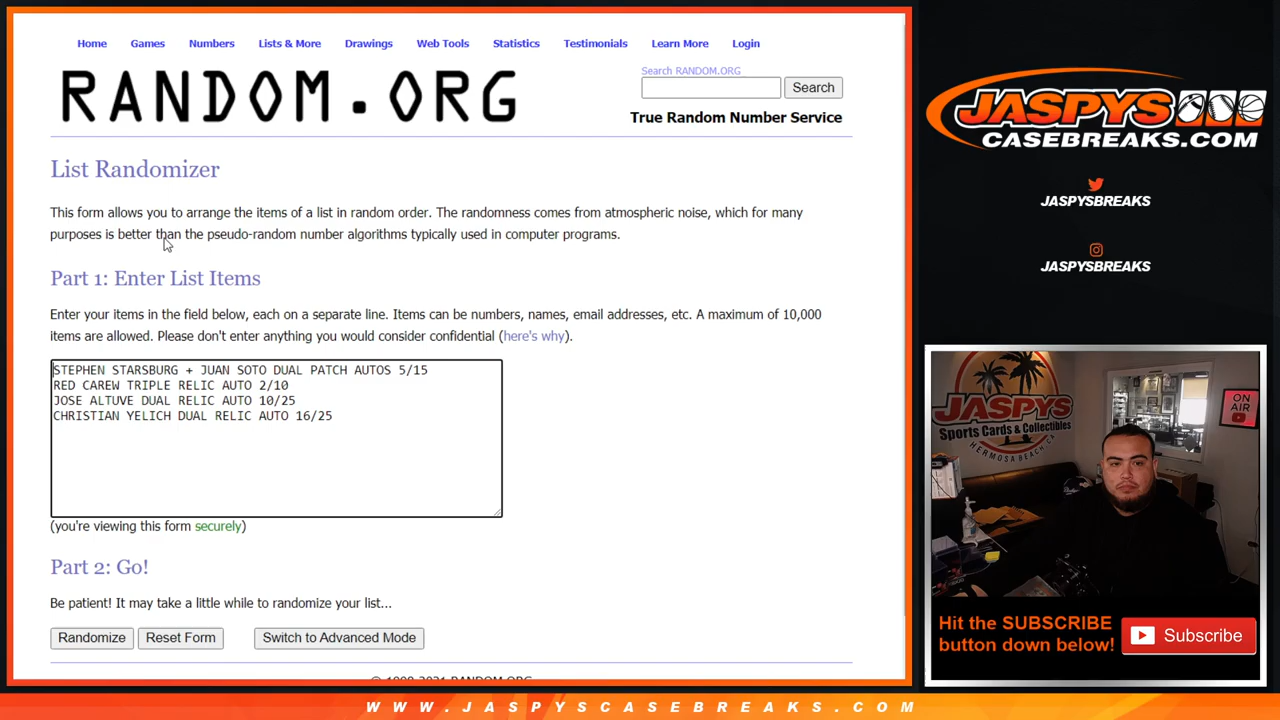 Home Games Numbers Lists & More Drawings Web Tools Statistics Testimonials Learn More Login
RANDOM.ORG
Search RANDOM.ORG
Search
True Random Number Service
List Randomizer
This form allows you to arrange the items of a list in random order. The randomness comes from atmospheric noise, which for many
purposes is better than the pseudo-random number algorithms typically used in computer programs.
Part 1: Enter List Items
Enter your items in the field below, each on a separate line. Items can be numbers, names, email addresses, etc. A maximum of 10,000
items are allowed. Please don't enter anything you would consider confidential (here's why).
STEPHEN STARSBURG + JUAN SOTO DUAL PATCH AUTOS 5/15
RED CAREW TRIPLE RELIC AUTO 2/10
JOSE ALTUVE DUAL RELIC AUTO 10/25
CHRISTIAN YELICH DUAL RELIC AUTO 16/25
(you're viewing this form securely)
Part 2: Go!
Be patient! It may take a little while to randomize your list...
Randomize Reset Form Switch to Advanced Mode
© 1998-2021 RANDOM.ORG
JASPYS
CASEBREAKS.COM
JASPYSBREAKS
JASPYSBREAKS
JASPYS
Sports Cards & Collectibles
HERMOSA BEACH, CA
ON
AIR
Hit the SUBSCRIBE
button down below!
Subscribe
WWW.JASPYSCASEBREAKS.COM